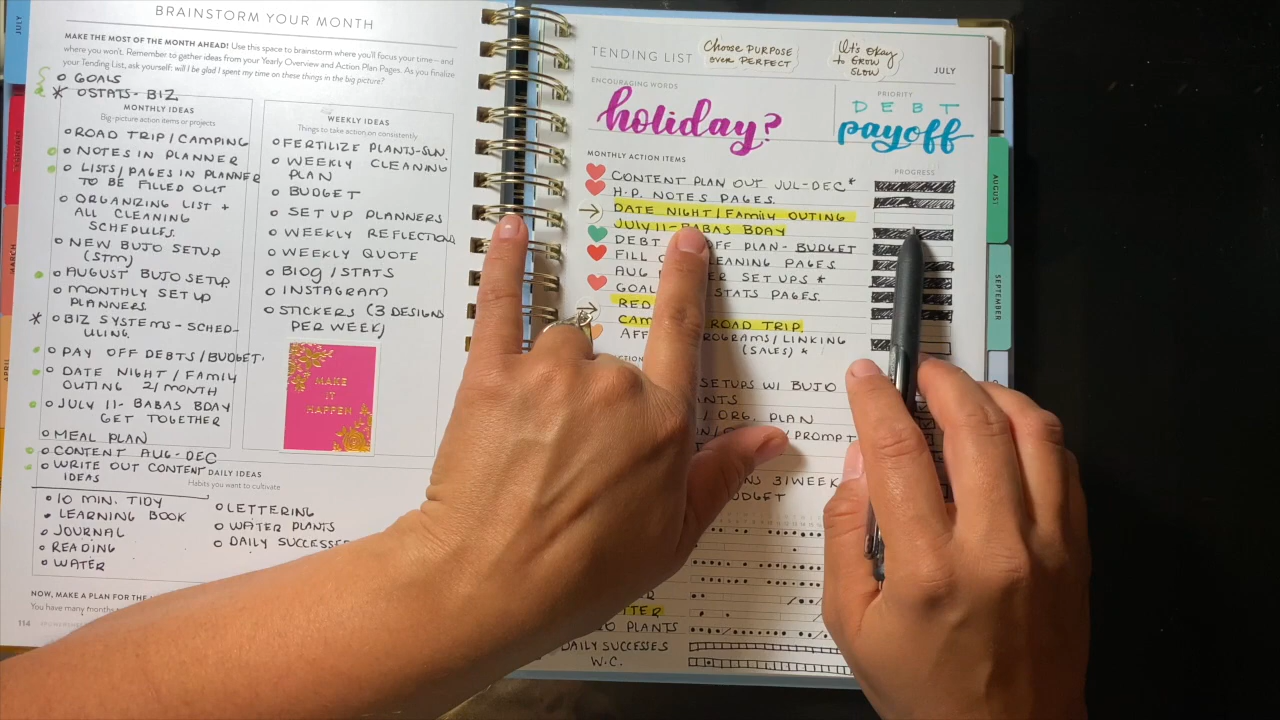 BRAINSTORM YOUR MONTH
MAKE THE MOST OF THE MONTH AHEAD! Use this space to brainstorm where you'll focus your time—and
where you won't. Remember to gather ideas from your Yearly Overview and Action Plan Pages. As you finalize
your Tending List, ask yourself: will I be glad I spent my time on these things in the big picture?
GOALS
STATS - BIZ
MONTHLY IDEAS
Big-picture action items or projects
ROAD TRIP/CAMPING
NOTES IN PLANNER
LISTS/PAGES IN PLANNER
TO BE FILLED OUT
ORGANIZING LIST +
ALL CLEANING
SCHEDULES.
NEW BUJO SETUP
(STM)
AUGUST BUJO SETUP
MONTHLY SET UP
PLANNERS
BIZ SYSTEMS - SCHED-
ULING.
PAY OFF DEBTS/BUDGET
DATE NIGHT / FAMILY
OUTING 2/MONTH
JULY 11- BABAS BDAY
GET TOGETHER
MEAL PLAN
CONTENT AUG-DEC
WRITE OUT CONTENT
IDEAS
WEEKLY IDEAS
Things to take action on consistently
FERTILIZE PLANTS-SUN.
WEEKLY CLEANING
PLAN
BUDGET
SET UP PLANNERS
WEEKLY REFLECTION
WEEKLY QUOTE
BLOG / STATS
INSTAGRAM
STICKERS (3 DESIGNS
PER WEEK)
MAKE
IT
HAPPEN
DAILY IDEAS
Habits you want to cultivate
10 MIN. TIDY
LEARNING BOOK
JOURNAL
READING
WATER
LETTERING
WATER PLANTS
DAILY SUCCESSES
NOW, MAKE A PLAN FOR THE
You have many months
114
TENDING LIST
Choose PURPOSE
over PERFECT
It's okay
to GROW
SLOW
JULY
ENCOURAGING WORDS
holiday?
PRIORITY
DEBT
payoff
MONTHLY ACTION ITEMS
PROGRESS
CONTENT PLAN OUT JUL-DEC*
H.P. NOTES PAGES.
DATE NIGHT/FAMILY OUTING
JULY 11- BABAS BDAY
DEBT OFF PLAN - BUDGET
FILL CLEANING PAGES
AUG SET UPS *
GOAL STATS PAGES.
RED
CAM ROAD TRIP.
AFF PROGRAMS/LINKING
(SALES) *
ACTION
SETUPS W/ BUJO
/ ORG. PLAN
/PROMPT
3/WEEK
BUDGET
PLANTS
DAILY SUCCESSES
W.C.
JULY
MARCH
APRIL
AUGUST
SEPTEMBER